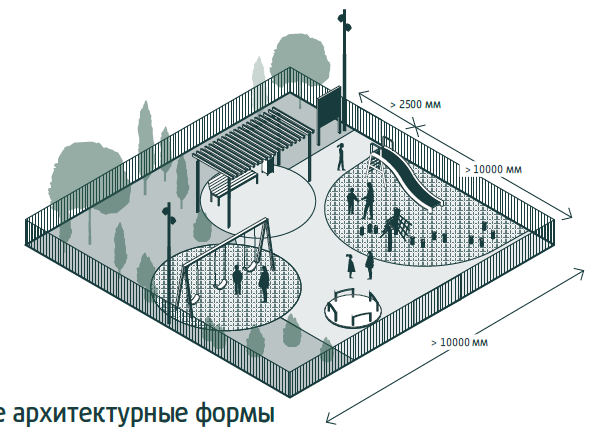 > 2500 мм
> 10000 мм
> 10000 мм
е архитектурные формы